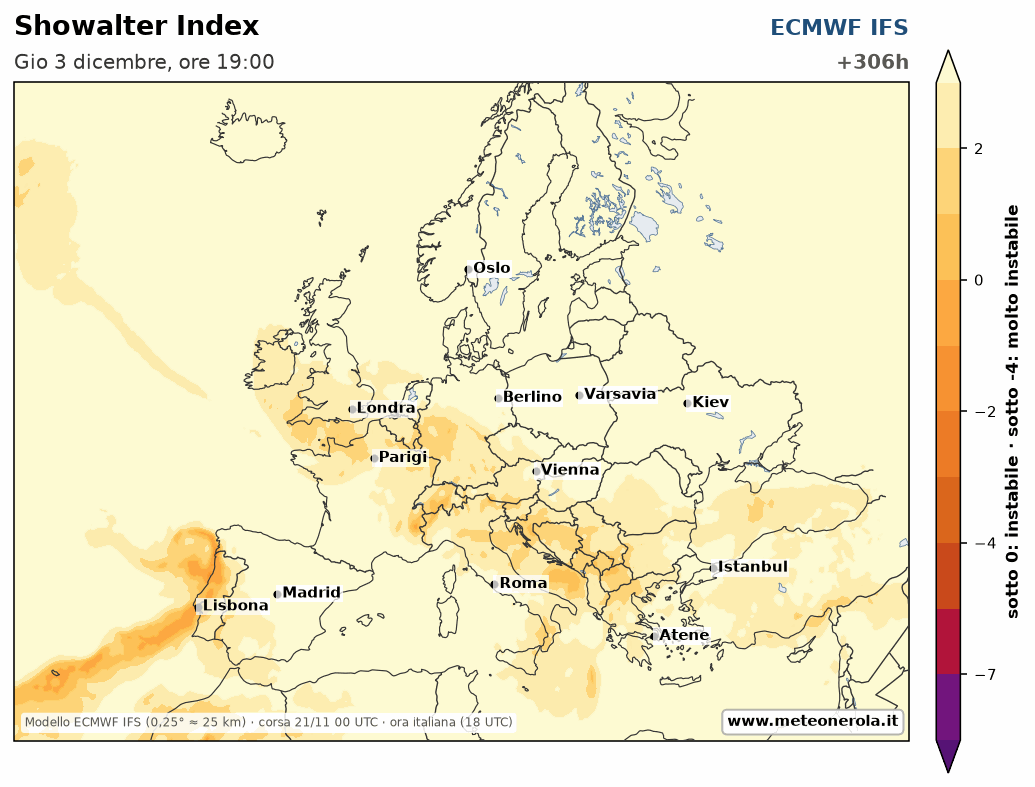 Showalter Index
ECMWF IFS
Gio 3 dicembre, ore 19:00
+306h
Oslo
Berlino
Varsavia
Kiev
Londra
Parigi
Vienna
Istanbul
Roma
Madrid
Lisbona
Atene
2
0
−2
−4
−7
sotto 0: instabile · sotto -4: molto instabile
Modello ECMWF IFS (0,25° ≈ 25 km) · corsa 21/11 00 UTC · ora italiana (18 UTC)
www.meteonerola.it